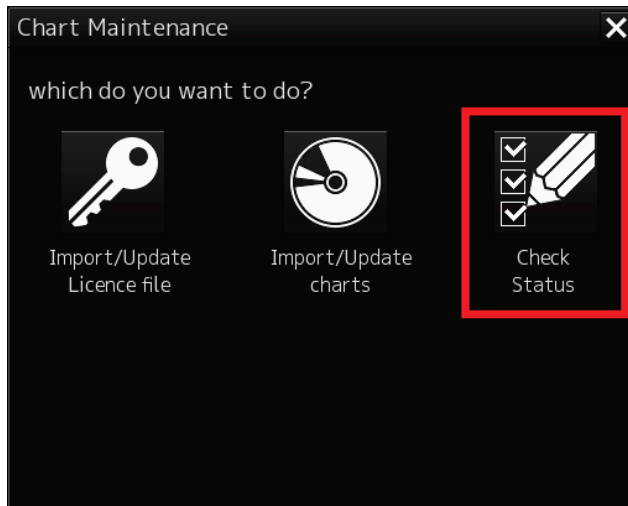 Chart Maintenance
which do you want to do?
Import/Update
Licence file
Import/Update
charts
Check
Status